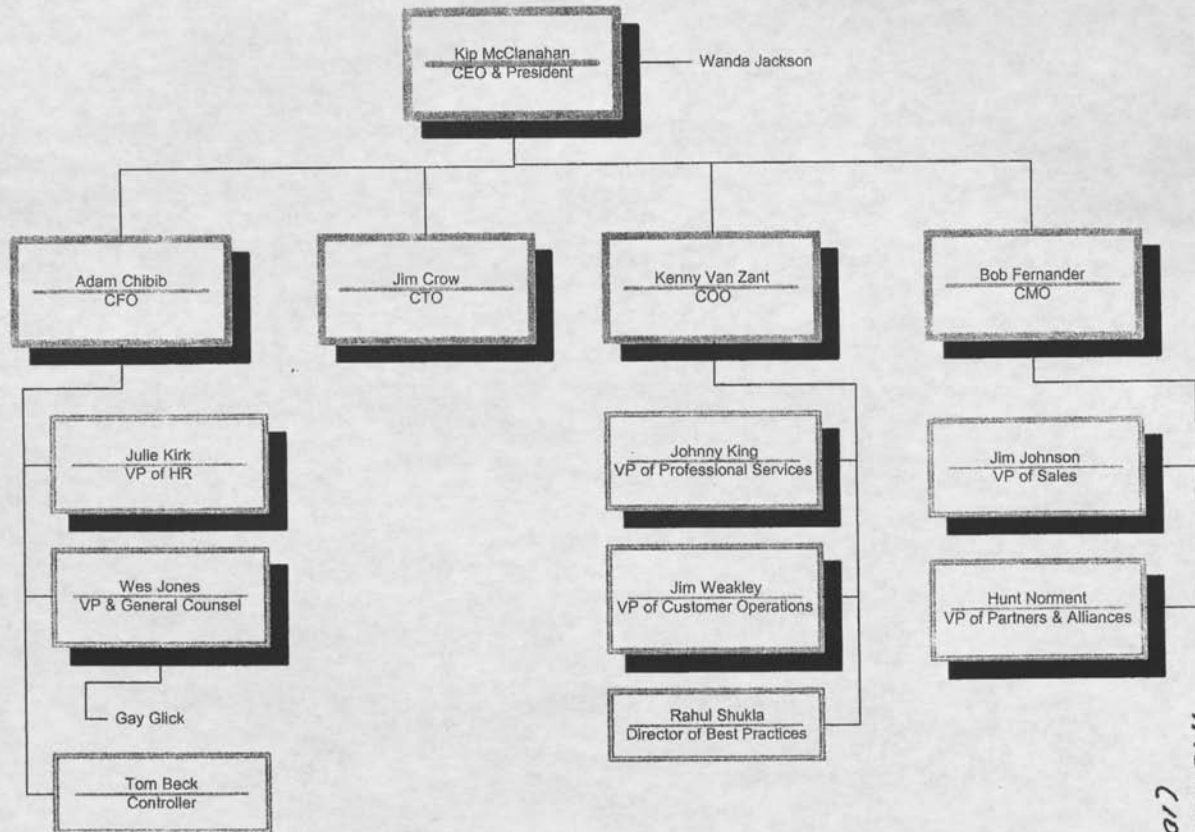 Kip McClanahan
CEO & President
Wanda Jackson
Adam Chibib
CFO
Jim Crow
CTO
Kenny Van Zant
COO
Bob Fernander
CMO
Julie Kirk
VP of HR
Johnny King
VP of Professional Services
Jim Johnson
VP of Sales
Wes Jones
VP & General Counsel
Jim Weakley
VP of Customer Operations
Hunt Norment
VP of Partners & Alliances
Gay Glick
Rahul Shukla
Director of Best Practices
Tom Beck
Controller